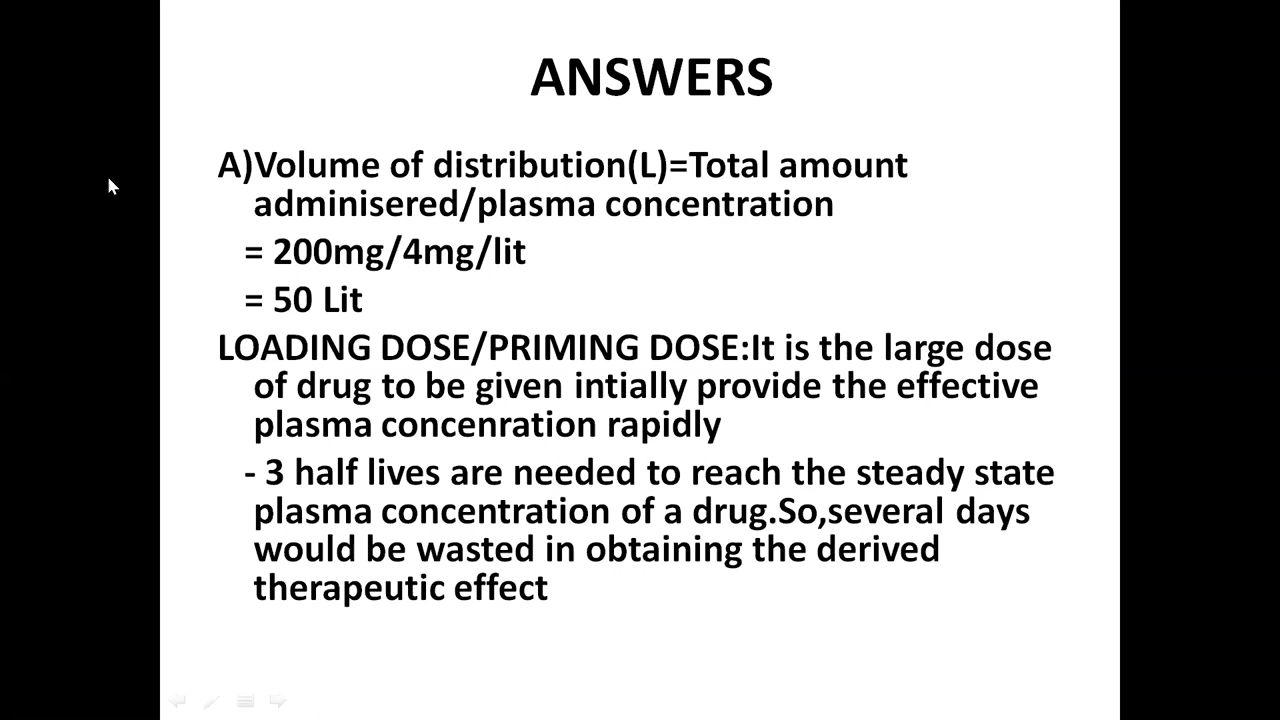 ANSWERS
A)Volume of distribution(L)=Total amount
adminisered/plasma concentration
= 200mg/4mg/lit
= 50 Lit
LOADING DOSE/PRIMING DOSE:It is the large dose
of drug to be given intially provide the effective
plasma concenration rapidly
- 3 half lives are needed to reach the steady state
plasma concentration of a drug.So,several days
would be wasted in obtaining the derived
therapeutic effect